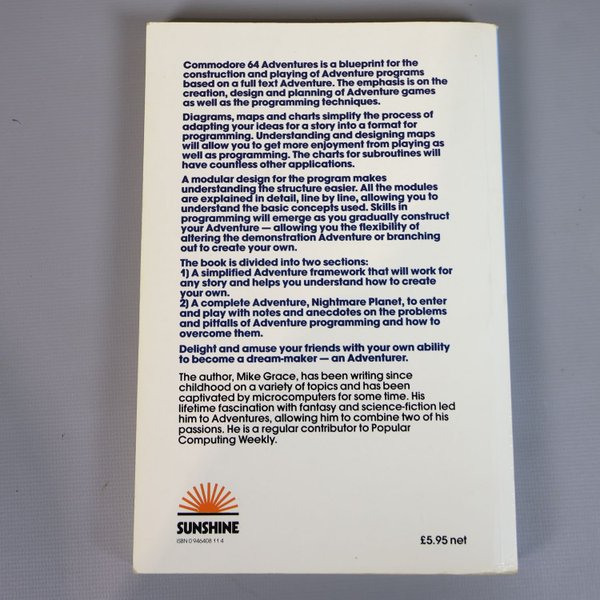 Commodore 64 Adventures is a blueprint for the
construction and playing of Adventure programs
based on a full text Adventure. The emphasis is on the
creation, design and planning of Adventure games
as well as the programming techniques.
Diagrams, maps and charts simplify the process of
adapting your ideas for a story into a format for
programming. Understanding and designing maps
will allow you to get more enjoyment from playing as
well as programming. The charts for subroutines will
have countless other applications.
A modular design for the program makes
understanding the structure easier. All the modules
are explained in detail, line by line, allowing you to
understand the basic concepts used. Skills in
programming will emerge as you gradually construct
your Adventure — allowing you the flexibility of
altering the demonstration Adventure or branching
out to create your own.
The book is divided into two sections:
1) A simplified Adventure framework that will work for
any story and helps you understand how to create
your own.
2) A complete Adventure, Nightmare Planet, to enter
and play with notes and anecdotes on the problems
and pitfalls of Adventure programming and how to
overcome them.
Delight and amuse your friends with your own ability
to become a dream-maker — an Adventurer.
The author, Mike Grace, has been writing since
childhood on a variety of topics and has been
captivated by microcomputers for some time. His
lifetime fascination with fantasy and science-fiction led
him to Adventures, allowing him to combine two of his
passions. He is a regular contributor to Popular
Computing Weekly.
SUNSHINE
ISBN 0 946408 11 4
£5.95 net